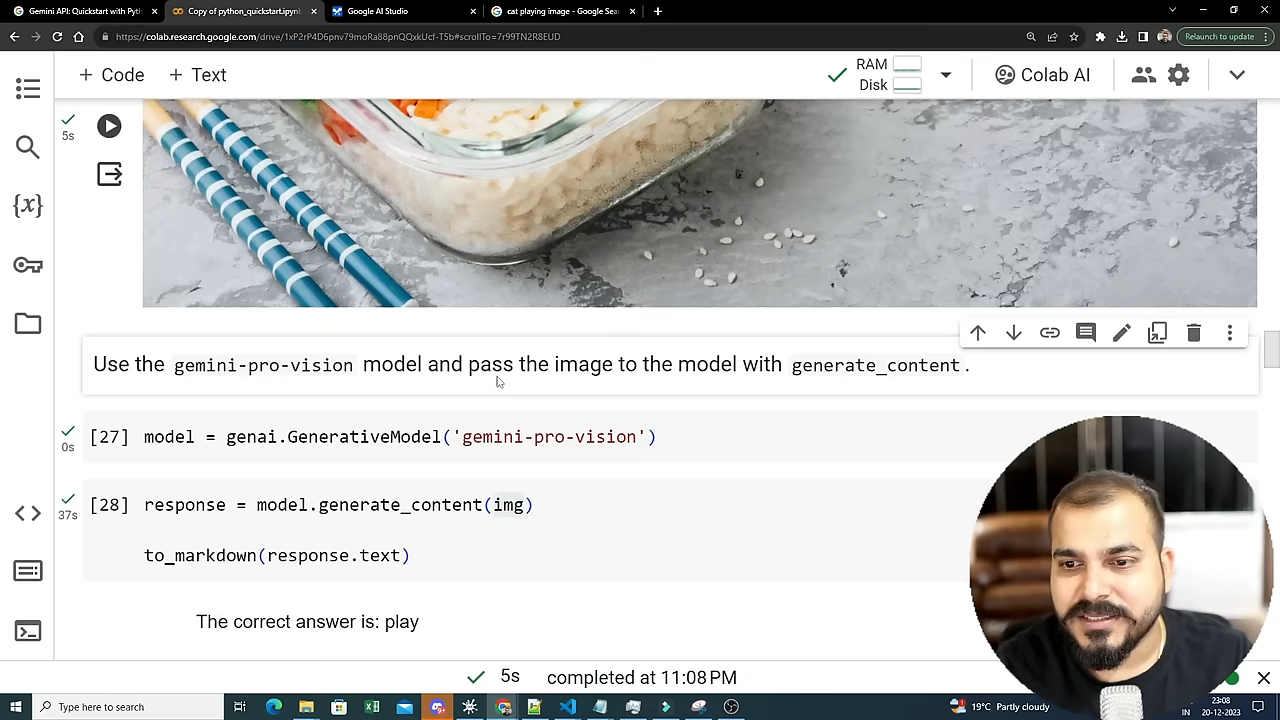 Gemini API: Quickstart with Pyth
Copy of python_quickstart.ipynb
Google AI Studio
cat playing image - Google Sea
https://colab.research.google.com/drive/1xP2rP4D6pnv79moRa88pnQQxkUcf-T5b#scrollTo=7r99TN2R8EUD
Relaunch to update
+ Code + Text
RAM
Disk
Colab AI
5s
Use the gemini-pro-vision model and pass the image to the model with generate_content.
[27] model = genai.GenerativeModel('gemini-pro-vision')
0s
[28] response = model.generate_content(img)
37s
to_markdown(response.text)
The correct answer is: play
5s completed at 11:08 PM
Type here to search
19°C Partly cloudy
23:08
IN 20-12-2023